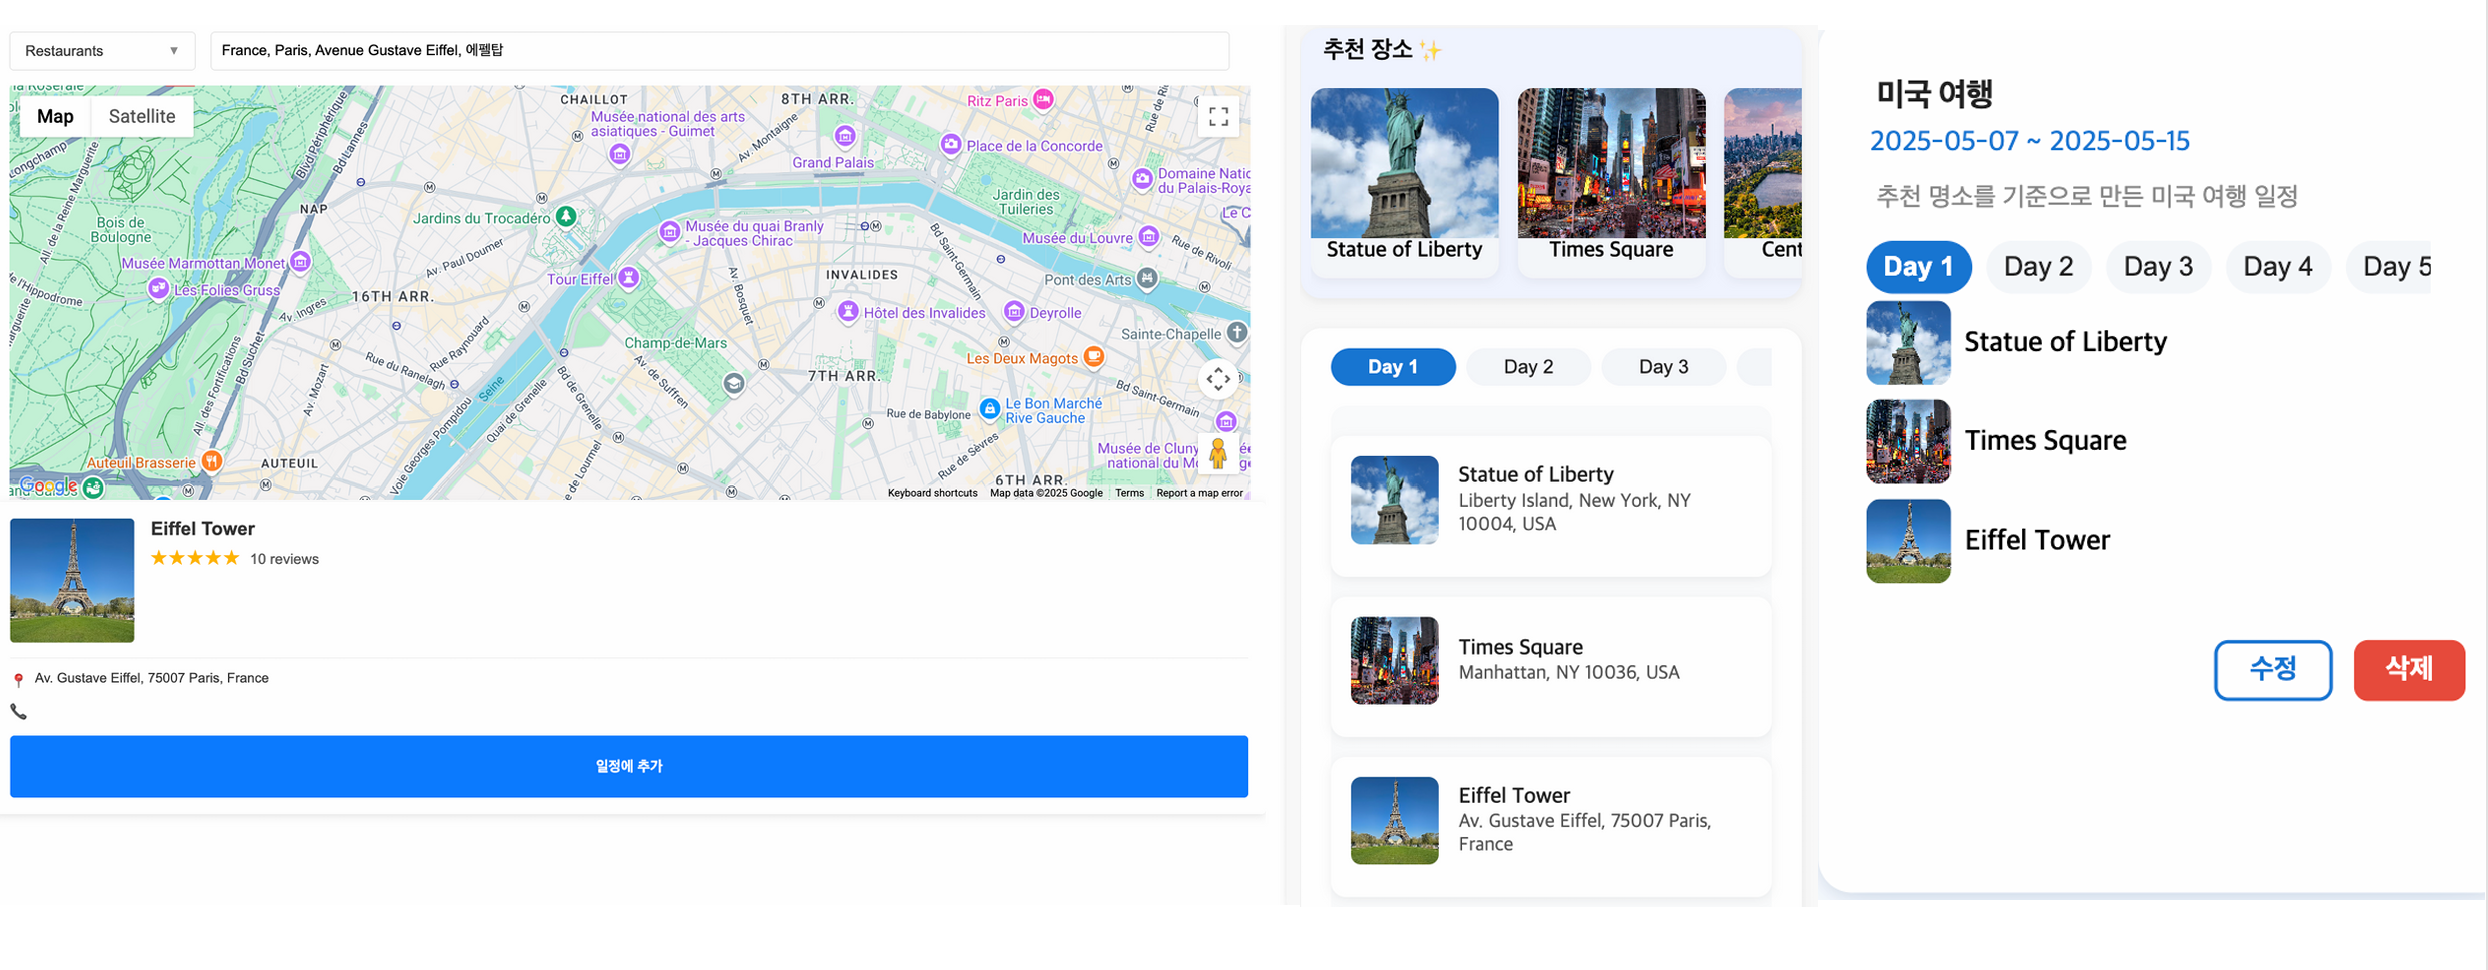 Restaurants
France, Paris, Avenue Gustave Eiffel, 에펠탑
Map
Satellite
CHAILLOT
8TH ARR.
Ritz Paris
Musée national des arts
asiatiques - Guimet
Av. Montaigne
Grand Palais
Place de la Concorde
Blvd Périphérique
Bd Lannes
Longchamp
All. de la Reine Marguerite
Domaine Natio
du Palais-Roya
Jardin des
Tuileries
NAP
Bois de
Boulogne
Jardins du Trocadéro
Musée du quai Branly
- Jacques Chirac
Le C
Musée du Louvre
Rue de Rivoli
Bd Saint-Germain
Musée Marmottan Monet
Av. Paul Doumer
INVALIDES
Tour Eiffel
Pont des Arts
l'Hippodrome
Les Folies Gruss
16TH ARR.
Av. Ingres
Av. Bosquet
Hôtel des Invalides
Deyrolle
Sainte-Chapelle
Rue Raynouard
Champ-de-Mars
Rue du Ranelagh
Les Deux Magots
All. des Fortifications
Bd Suchet
Av. Mozart
Seine
Bd de Grenelle
Av. de Suffren
7TH ARR.
Bd Saint-Germain
Quai de Grenelle
Rue de Babylone
Le Bon Marché
Rive Gauche
Voie Georges Pompidou
Rue de Sèvres
Musée de Cluny
national du Mo
Auteuil Brasserie
AUTEUIL
de Lourmel
6TH ARR.
Google
Keyboard shortcuts
Map data ©2025 Google
Terms
Report a map error
Eiffel Tower
10 reviews
Av. Gustave Eiffel, 75007 Paris, France
일정에 추가
추천 장소 ✨
Statue of Liberty
Times Square
Cent
Day 1
Day 2
Day 3
Statue of Liberty
Liberty Island, New York, NY
10004, USA
Times Square
Manhattan, NY 10036, USA
Eiffel Tower
Av. Gustave Eiffel, 75007 Paris,
France
미국 여행
2025-05-07 ~ 2025-05-15
추천 명소를 기준으로 만든 미국 여행 일정
Day 1
Day 2
Day 3
Day 4
Day 5
Statue of Liberty
Times Square
Eiffel Tower
수정
삭제